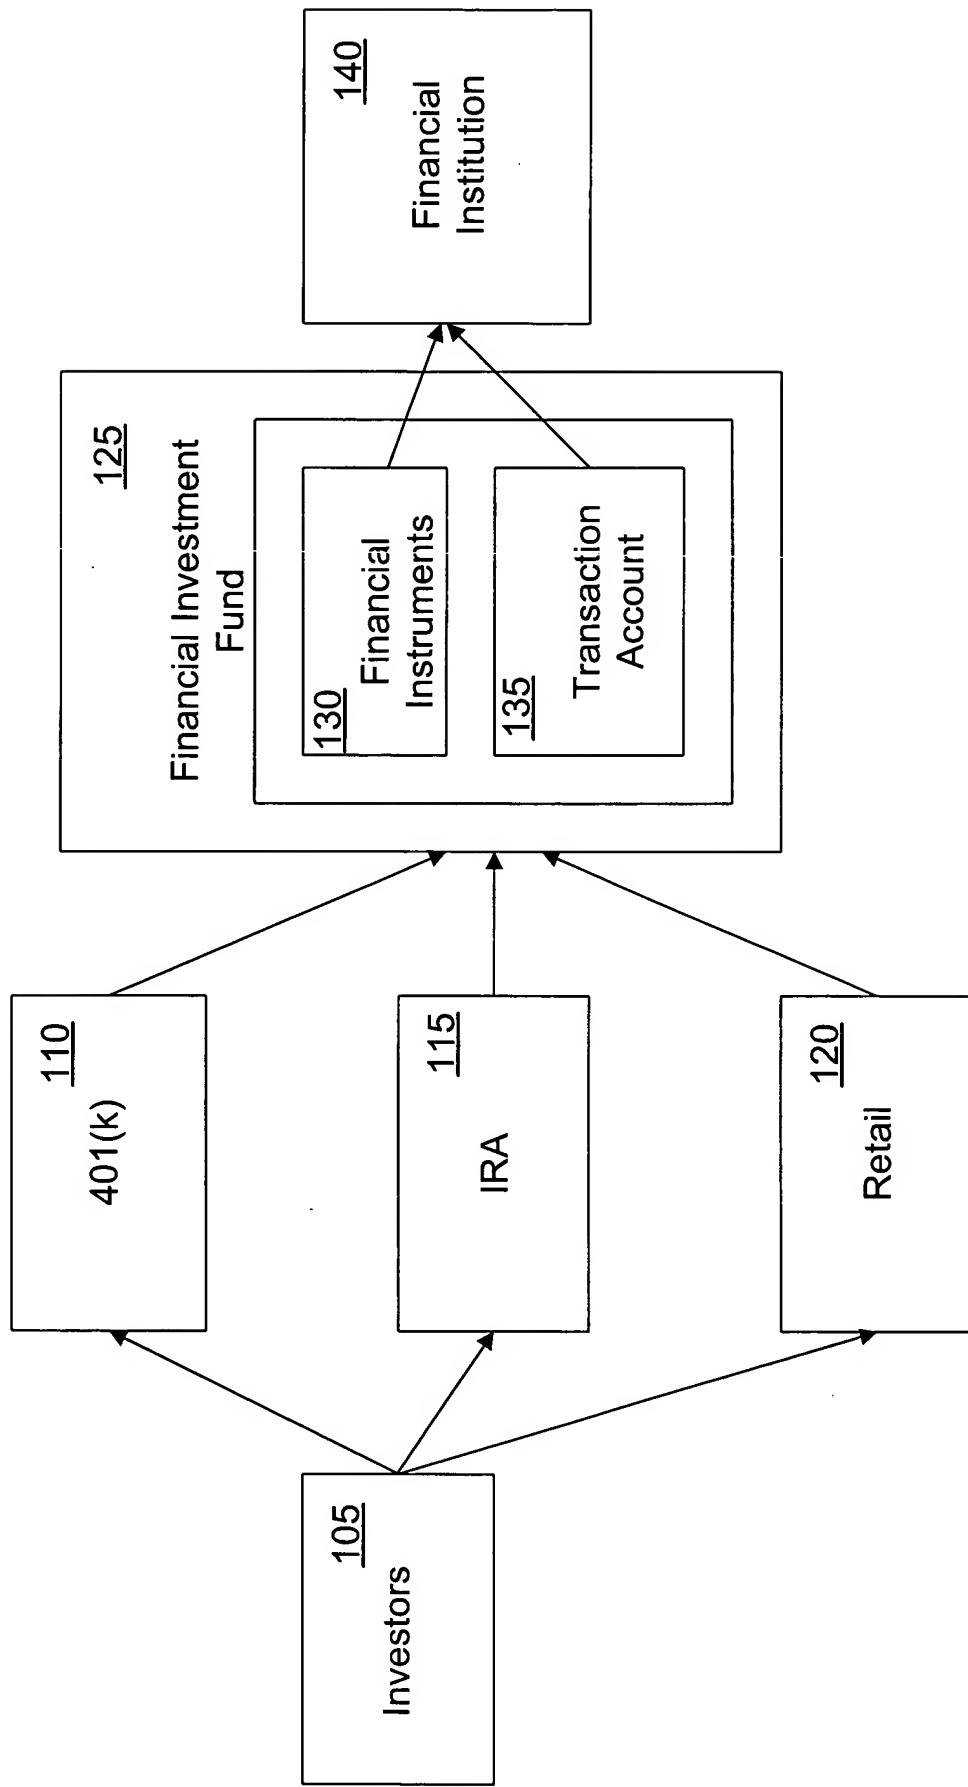 105
Investors
110
401(k)
115
IRA
120
Retail
125
Financial Investment
Fund
130
Financial
Instruments
135
Transaction
Account
140
Financial
Institution